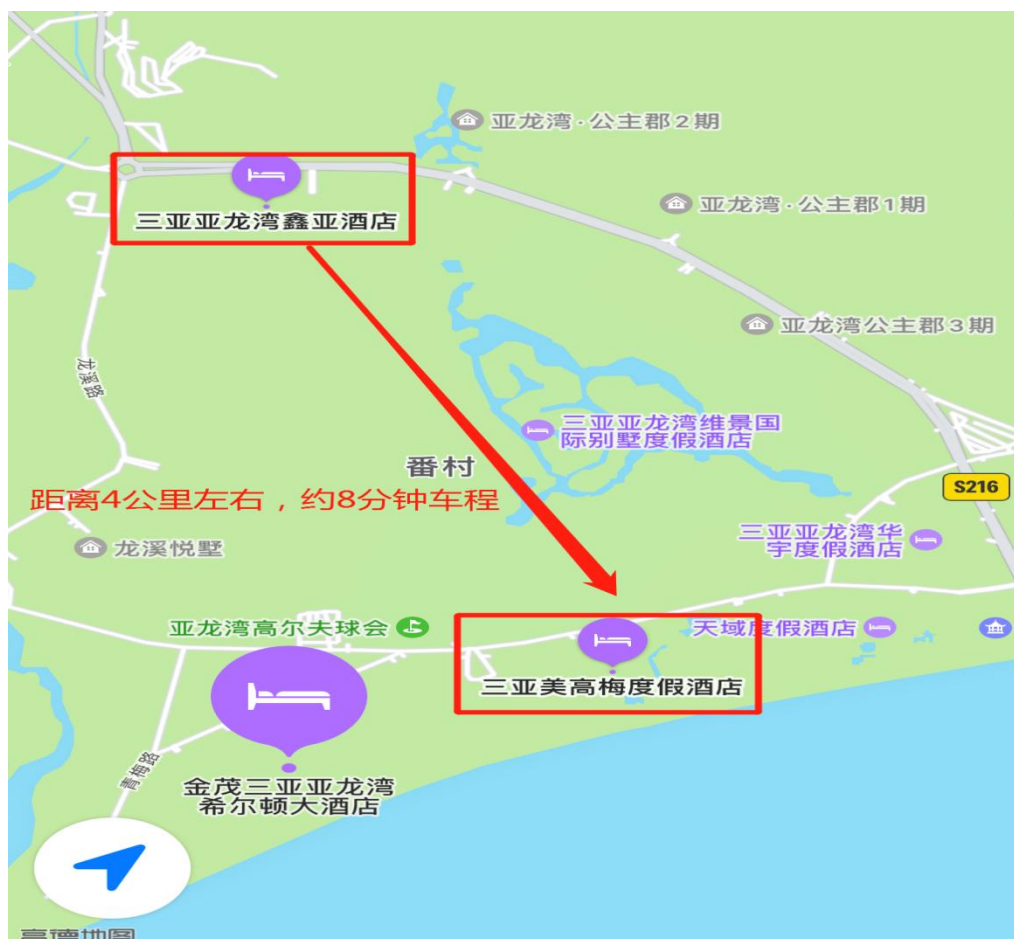 亚龙湾·公主郡2期
三亚亚龙湾鑫亚酒店
亚龙湾·公主郡1期
亚龙湾公主郡3期
龙溪路
三亚亚龙湾维景国
际别墅度假酒店
番村
距离4公里左右，约8分钟车程
S216
龙溪悦墅
三亚亚龙湾华
宇度假酒店
亚龙湾高尔夫球会
天域度假酒店
三亚美高梅度假酒店
青梅路
金茂三亚亚龙湾
希尔顿大酒店
高德地图